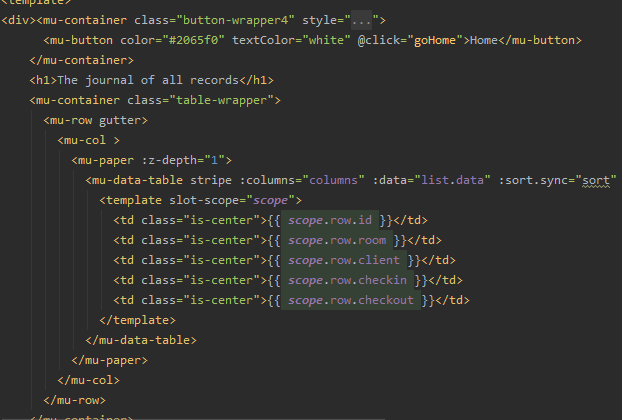 <template>
<div><mu-container class="button-wrapper4" style="...">
<mu-button color="#2065f0" textColor="white" @click="goHome">Home</mu-button>
</mu-container>
<h1>The journal of all records</h1>
<mu-container class="table-wrapper">
<mu-row gutter>
<mu-col >
<mu-paper :z-depth="1">
<mu-data-table stripe :columns="columns" :data="list.data" :sort.sync="sort"
<template slot-scope="scope">
<td class="is-center">{{ scope.row.id }}</td>
<td class="is-center">{{ scope.row.room }}</td>
<td class="is-center">{{ scope.row.client }}</td>
<td class="is-center">{{ scope.row.checkin }}</td>
<td class="is-center">{{ scope.row.checkout }}</td>
</template>
</mu-data-table>
</mu-paper>
</mu-col>
</mu-row>
</mu-container>